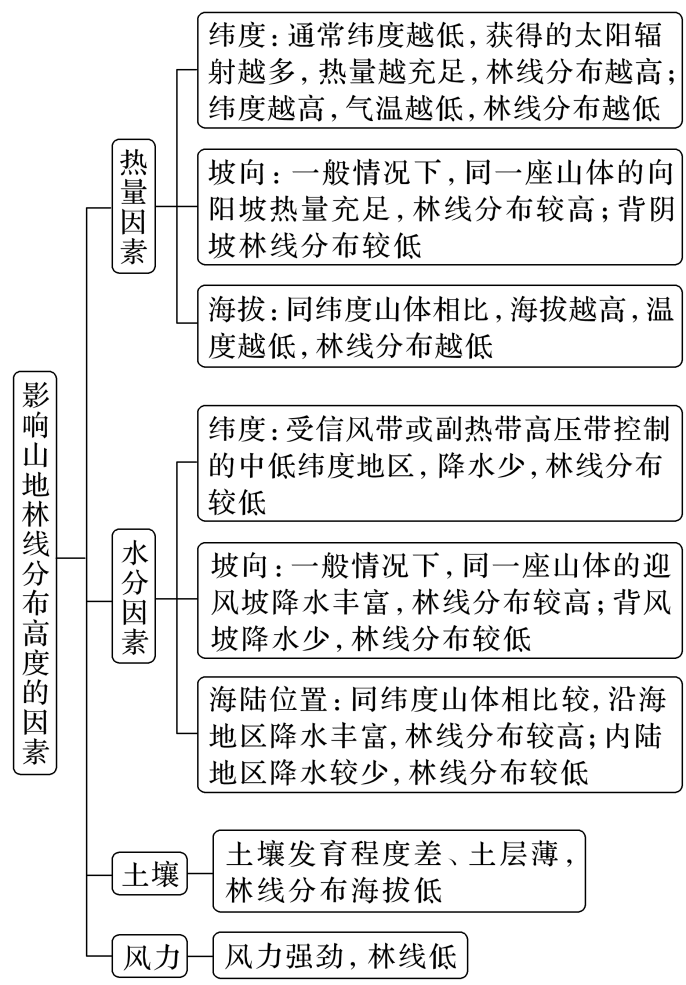 影响山地林线分布高度的因素
热量因素
纬度:通常纬度越低,获得的太阳辐
射越多,热量越充足,林线分布越高;
纬度越高,气温越低,林线分布越低
坡向:一般情况下,同一座山体的向
阳坡热量充足,林线分布较高;背阴
坡林线分布较低
海拔:同纬度山体相比,海拔越高,温
度越低,林线分布越低
水分因素
纬度:受信风带或副热带高压带控制
的中低纬度地区,降水少,林线分布
较低
坡向:一般情况下,同一座山体的迎
风坡降水丰富,林线分布较高;背风
坡降水少,林线分布较低
海陆位置:同纬度山体相比较,沿海
地区降水丰富,林线分布较高;内陆
地区降水较少,林线分布较低
土壤
土壤发育程度差、土层薄,
林线分布海拔低
风力
风力强劲,林线低